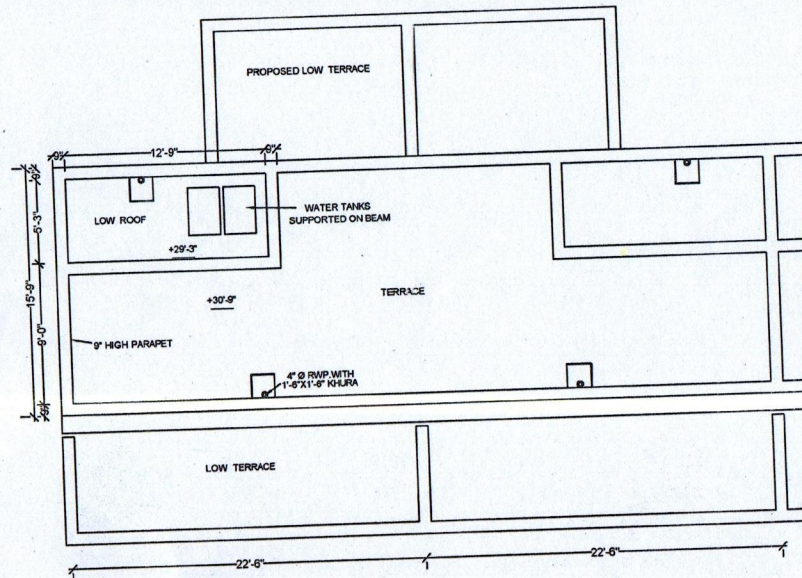 PROPOSED LOW TERRACE
9"
12'-9"
9"
9"
LOW ROOF
WATER TANKS
SUPPORTED ON BEAM
5'-3"
+29'-3"
15'-9"
+30'-9"
TERRACE
9'-0"
9" HIGH PARAPET
4" Ø RWP.WITH
1'-6"X1'-6" KHURA
9"
LOW TERRACE
22'-6"
22'-6"